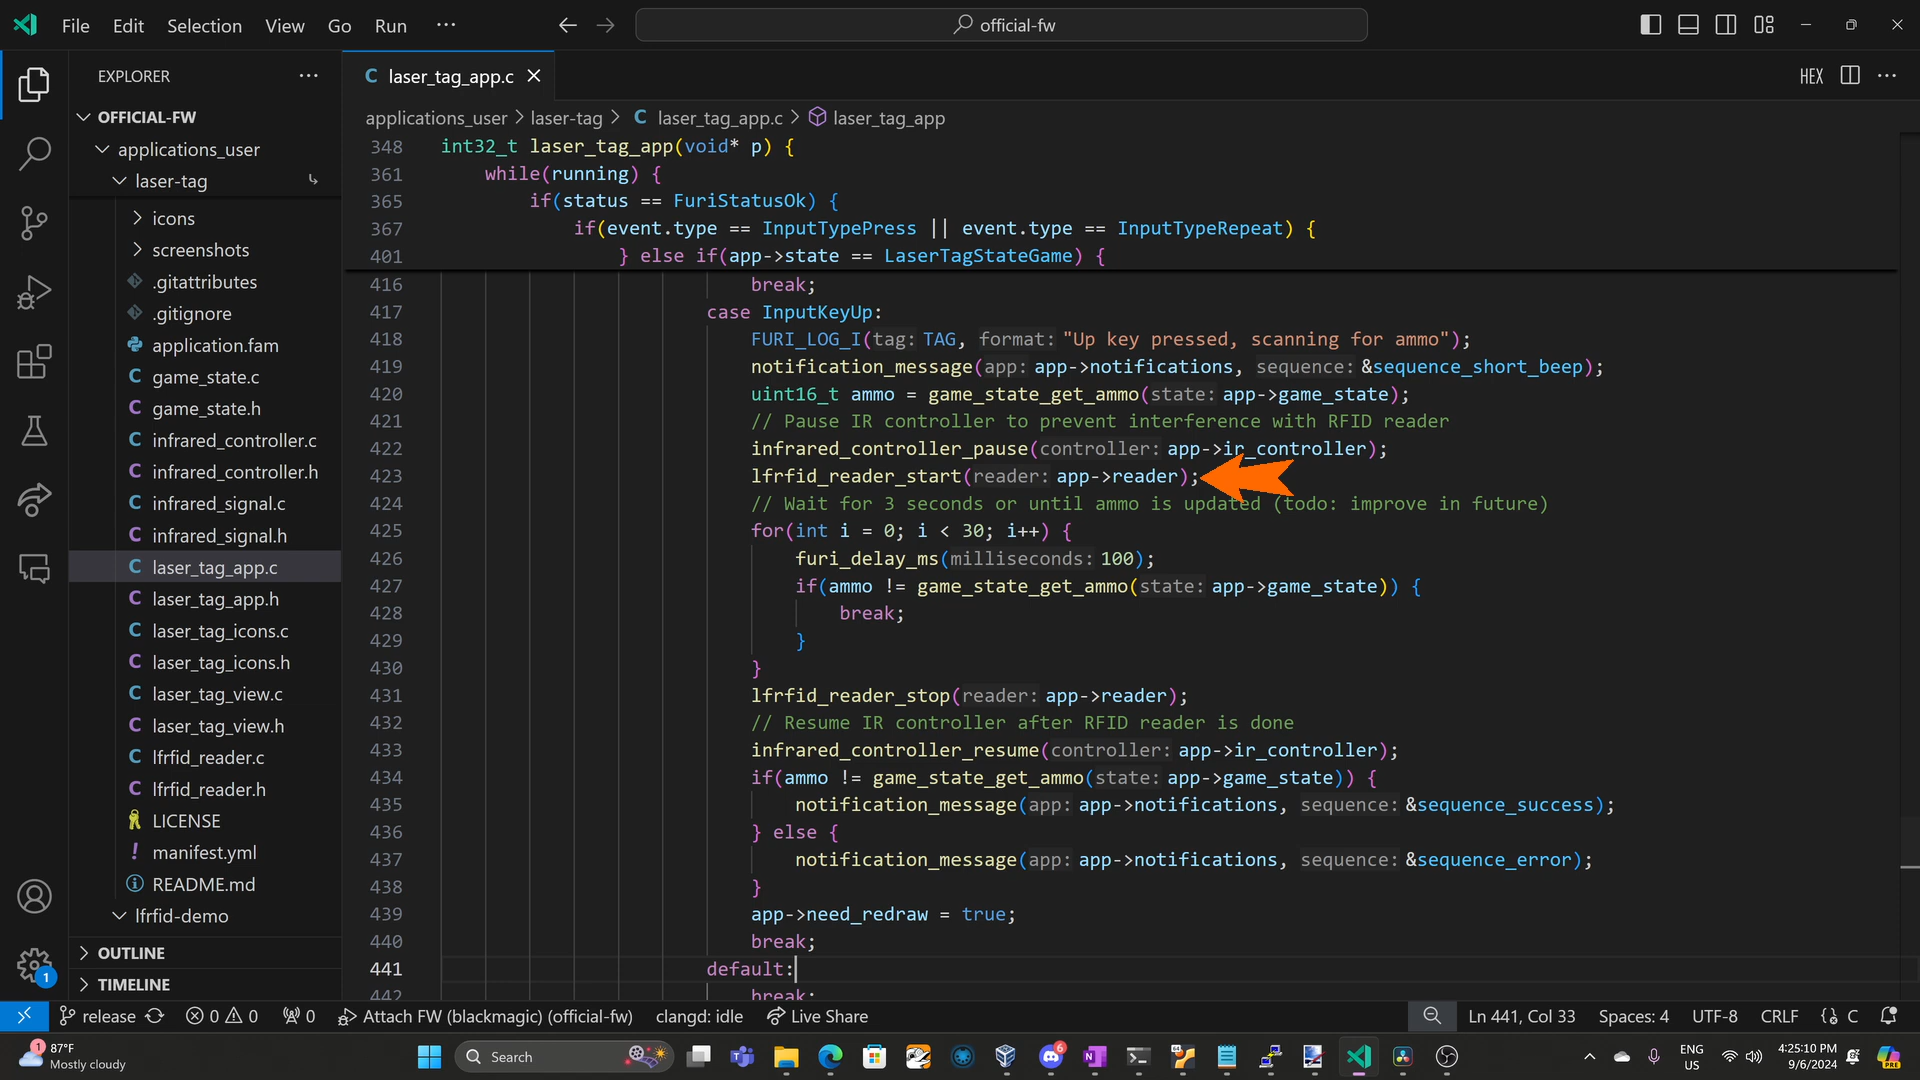 File Edit Selection View Go Run ···
official-fw
EXPLORER ···
laser_tag_app.c
HEX
OFFICIAL-FW
applications_user
laser-tag
icons
screenshots
.gitattributes
.gitignore
application.fam
C game_state.c
C game_state.h
C infrared_controller.c
C infrared_controller.h
C infrared_signal.c
C infrared_signal.h
C laser_tag_app.c
C laser_tag_app.h
C laser_tag_icons.c
C laser_tag_icons.h
C laser_tag_view.c
C laser_tag_view.h
C lfrfid_reader.c
C lfrfid_reader.h
LICENSE
! manifest.yml
README.md
lfrfid-demo
OUTLINE
TIMELINE
1
applications_user > laser-tag > C laser_tag_app.c > laser_tag_app
348 int32_t laser_tag_app(void* p) {
361 while(running) {
365 if(status == FuriStatusOk) {
367 if(event.type == InputTypePress || event.type == InputTypeRepeat) {
401 } else if(app->state == LaserTagStateGame) {
416 break;
417 case InputKeyUp:
418 FURI_LOG_I(tag: TAG, format: "Up key pressed, scanning for ammo");
419 notification_message(app: app->notifications, sequence: &sequence_short_beep);
420 uint16_t ammo = game_state_get_ammo(state: app->game_state);
421 // Pause IR controller to prevent interference with RFID reader
422 infrared_controller_pause(controller: app->ir_controller);
423 lfrfid_reader_start(reader: app->reader);
424 // Wait for 3 seconds or until ammo is updated (todo: improve in future)
425 for(int i = 0; i < 30; i++) {
426 furi_delay_ms(milliseconds: 100);
427 if(ammo != game_state_get_ammo(state: app->game_state)) {
428 break;
429 }
430 }
431 lfrfid_reader_stop(reader: app->reader);
432 // Resume IR controller after RFID reader is done
433 infrared_controller_resume(controller: app->ir_controller);
434 if(ammo != game_state_get_ammo(state: app->game_state)) {
435 notification_message(app: app->notifications, sequence: &sequence_success);
436 } else {
437 notification_message(app: app->notifications, sequence: &sequence_error);
438 }
439 app->need_redraw = true;
440 break;
441 default:
442 break;
release 0 0 0 Attach FW (blackmagic) (official-fw) clangd: idle Live Share
Ln 441, Col 33 Spaces: 4 UTF-8 CRLF C
1
87°F
Mostly cloudy
Search
6
ENG
US
4:25:10 PM
9/6/2024
PRE